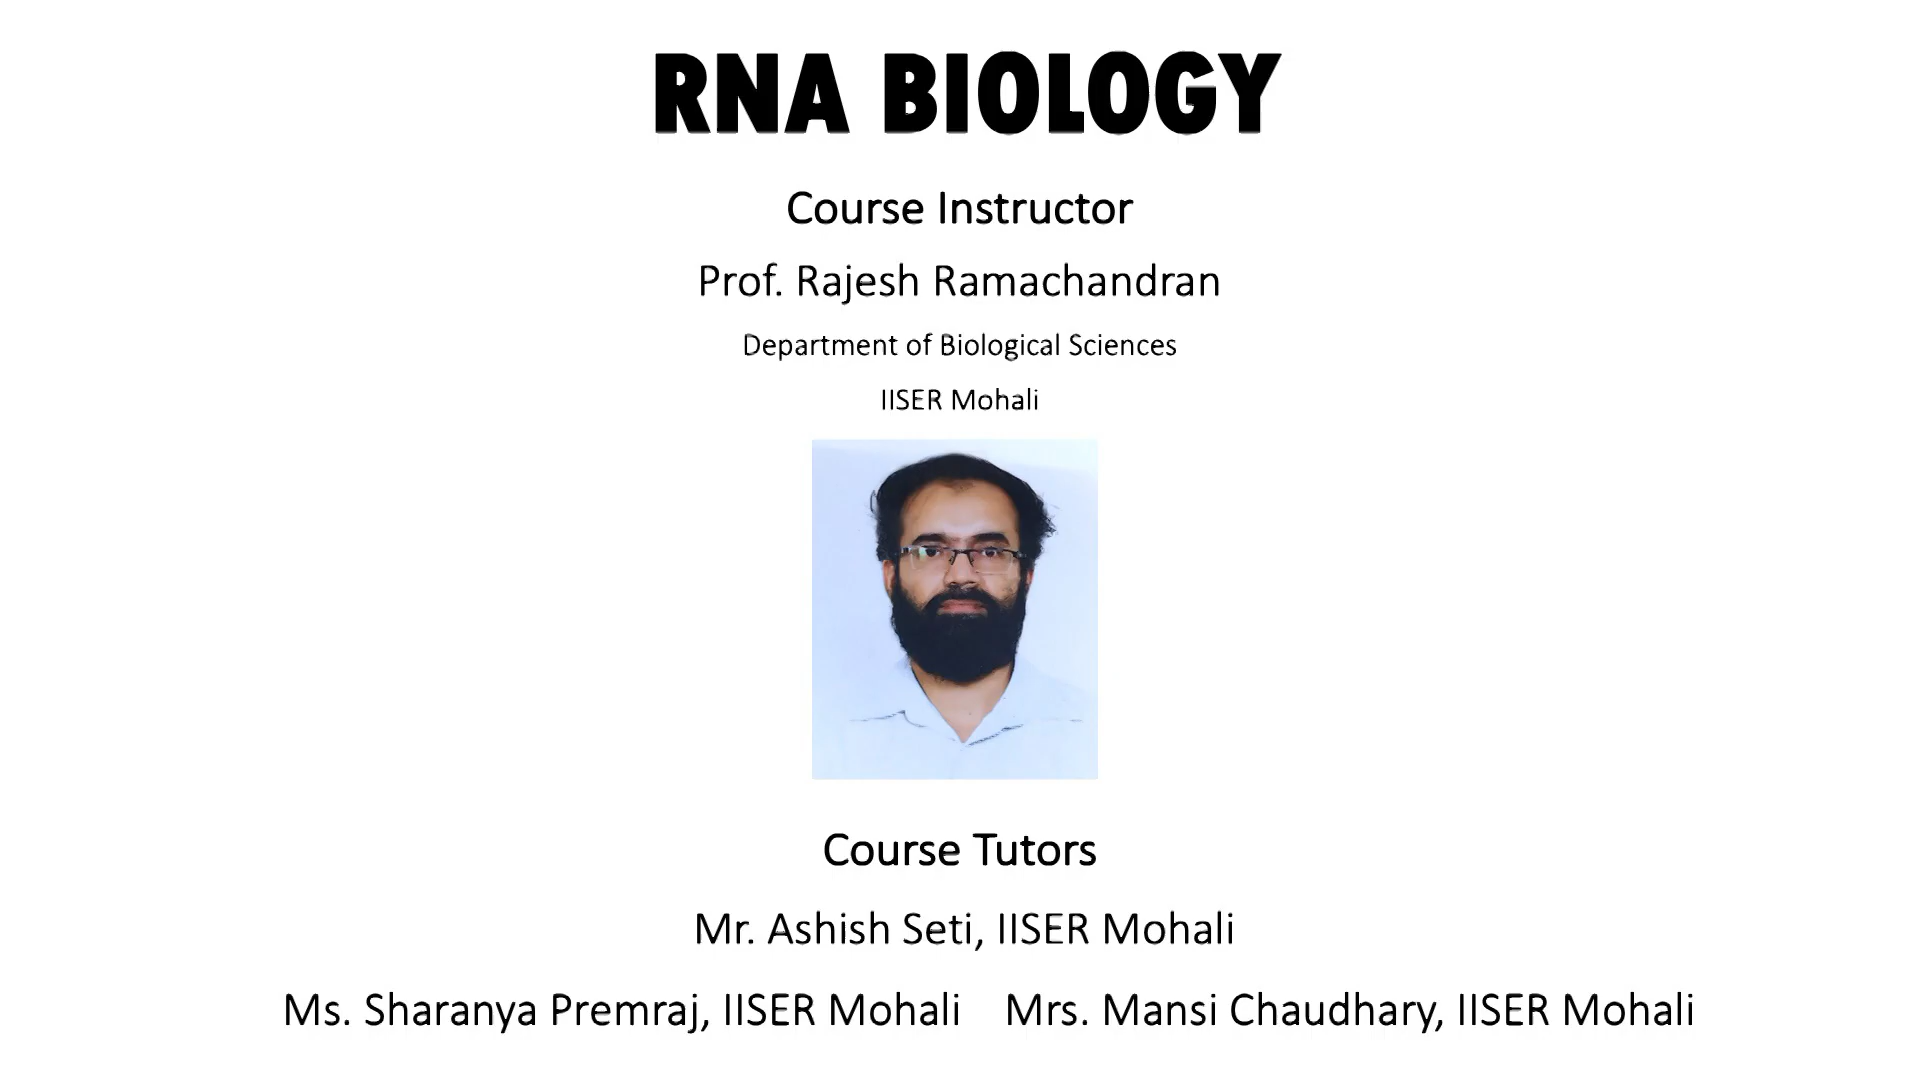 RNA BIOLOGY
Course Instructor
Prof. Rajesh Ramachandran
Department of Biological Sciences
IISER Mohali
Course Tutors
Mr. Ashish Seti, IISER Mohali
Ms. Sharanya Premraj, IISER Mohali Mrs. Mansi Chaudhary, IISER Mohali